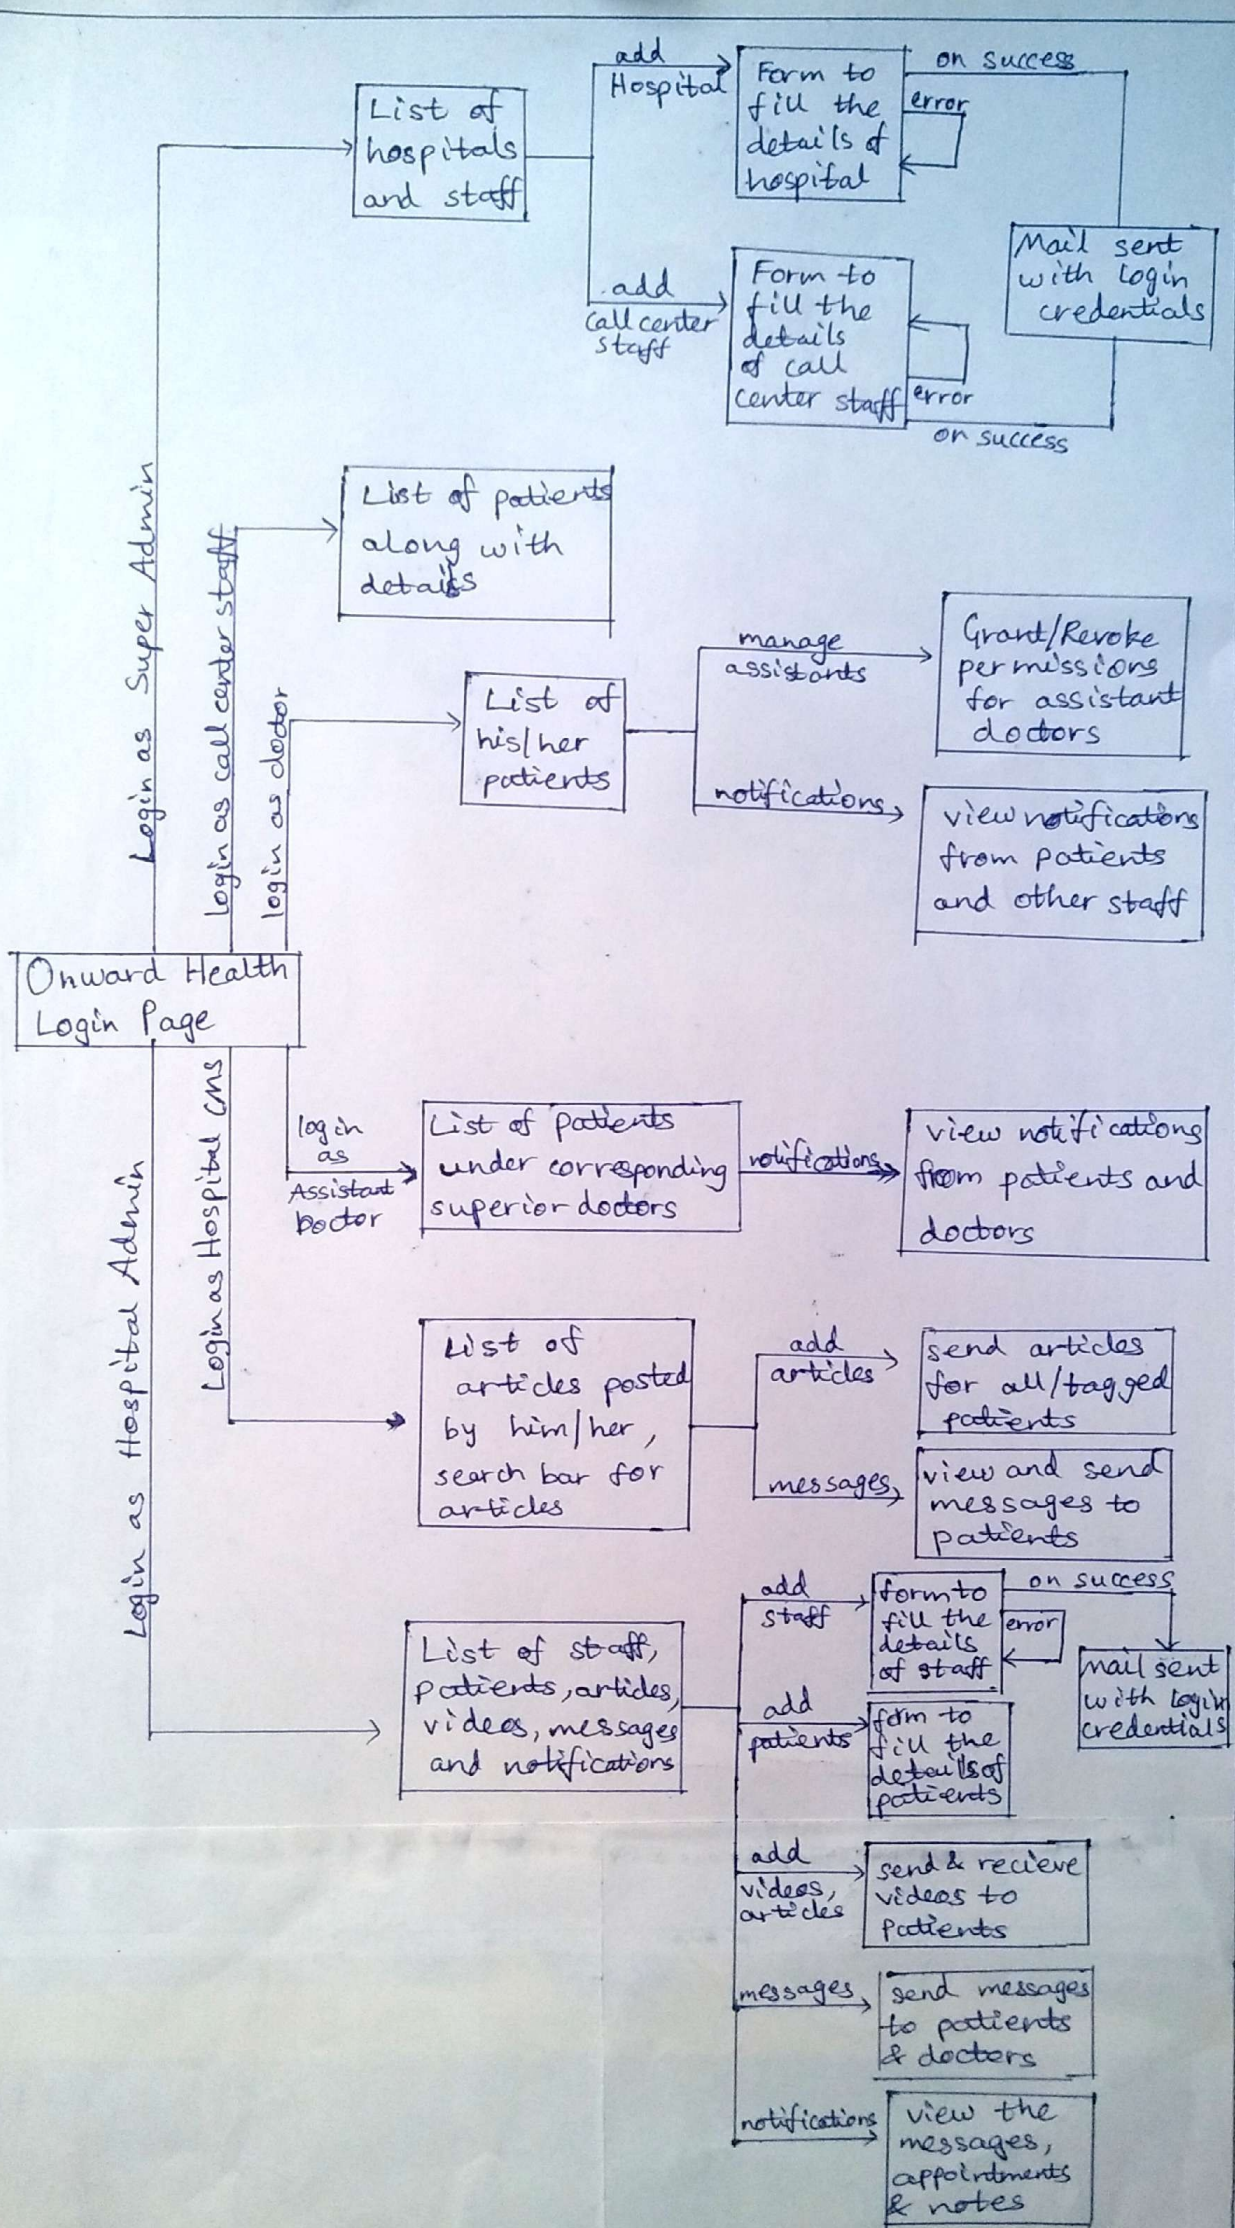 add
Hospital
on success
error
List of
hospitals
and staff
Form to
fill the
details of
hospital
Mail sent
with login
credentials
add
call center
staff
Form to
fill the
details
of call
center staff
error
on success
Login as Super Admin
login as call center staff
login as doctor
List of patients
along with
details
List of
his/her
patients
manage
assistants
Grant/Revoke
permissions
for assistant
doctors
notifications
view notifications
from patients
and other staff
Onward Health
Login Page
Login as Hospital Admin
Login as Hospital CMS
login
as
Assistant
Doctor
List of patients
under corresponding
superior doctors
notifications
view notifications
from patients and
doctors
List of
articles posted
by him/her,
search bar for
articles
add
articles
send articles
for all/tagged
patients
messages
view and send
messages to
patients
List of staff,
patients, articles,
videos, messages
and notifications
add
staff
form to
fill the
details
of staff
on success
error
mail sent
with login
credentials
add
patients
form to
fill the
details of
patients
add
videos,
articles
send & recieve
videos to
patients
messages
send messages
to patients
& doctors
notifications
view the
messages,
appointments
& notes